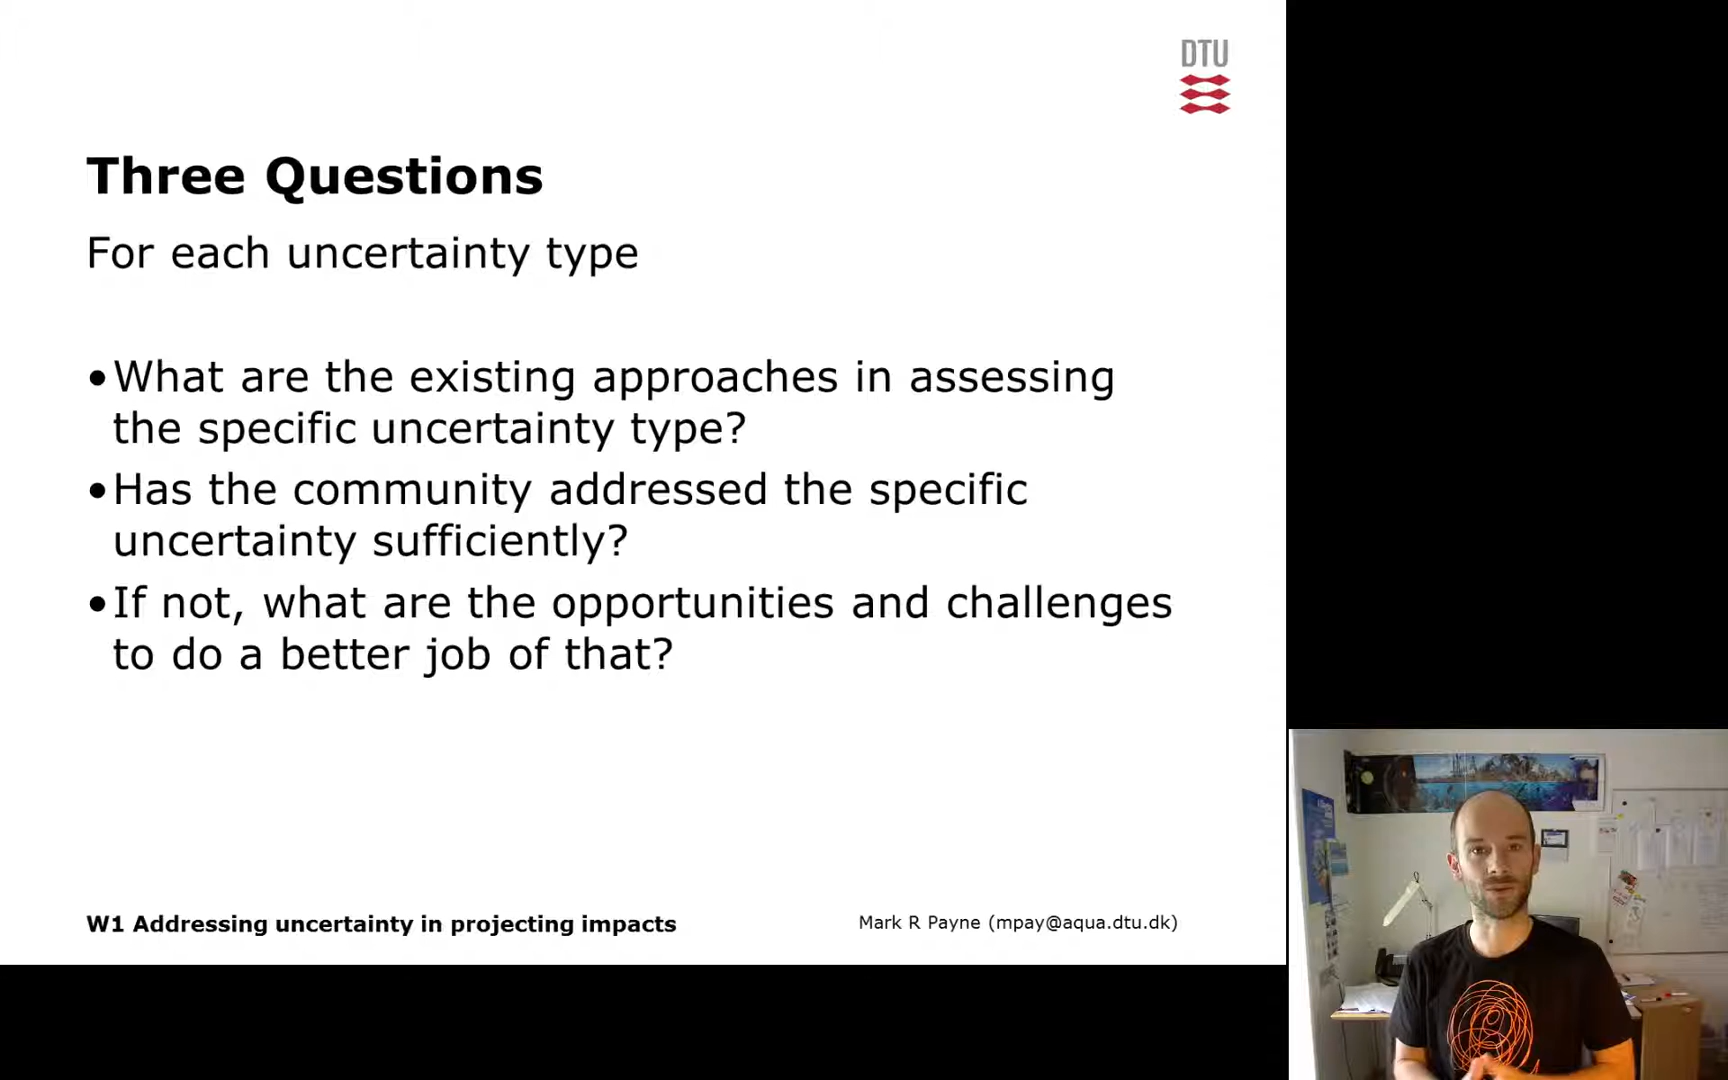 DTU
Three Questions
For each uncertainty type
•What are the existing approaches in assessing
the specific uncertainty type?
•Has the community addressed the specific
uncertainty sufficiently?
•If not, what are the opportunities and challenges
to do a better job of that?
W1 Addressing uncertainty in projecting impacts
Mark R Payne (mpay@aqua.dtu.dk)